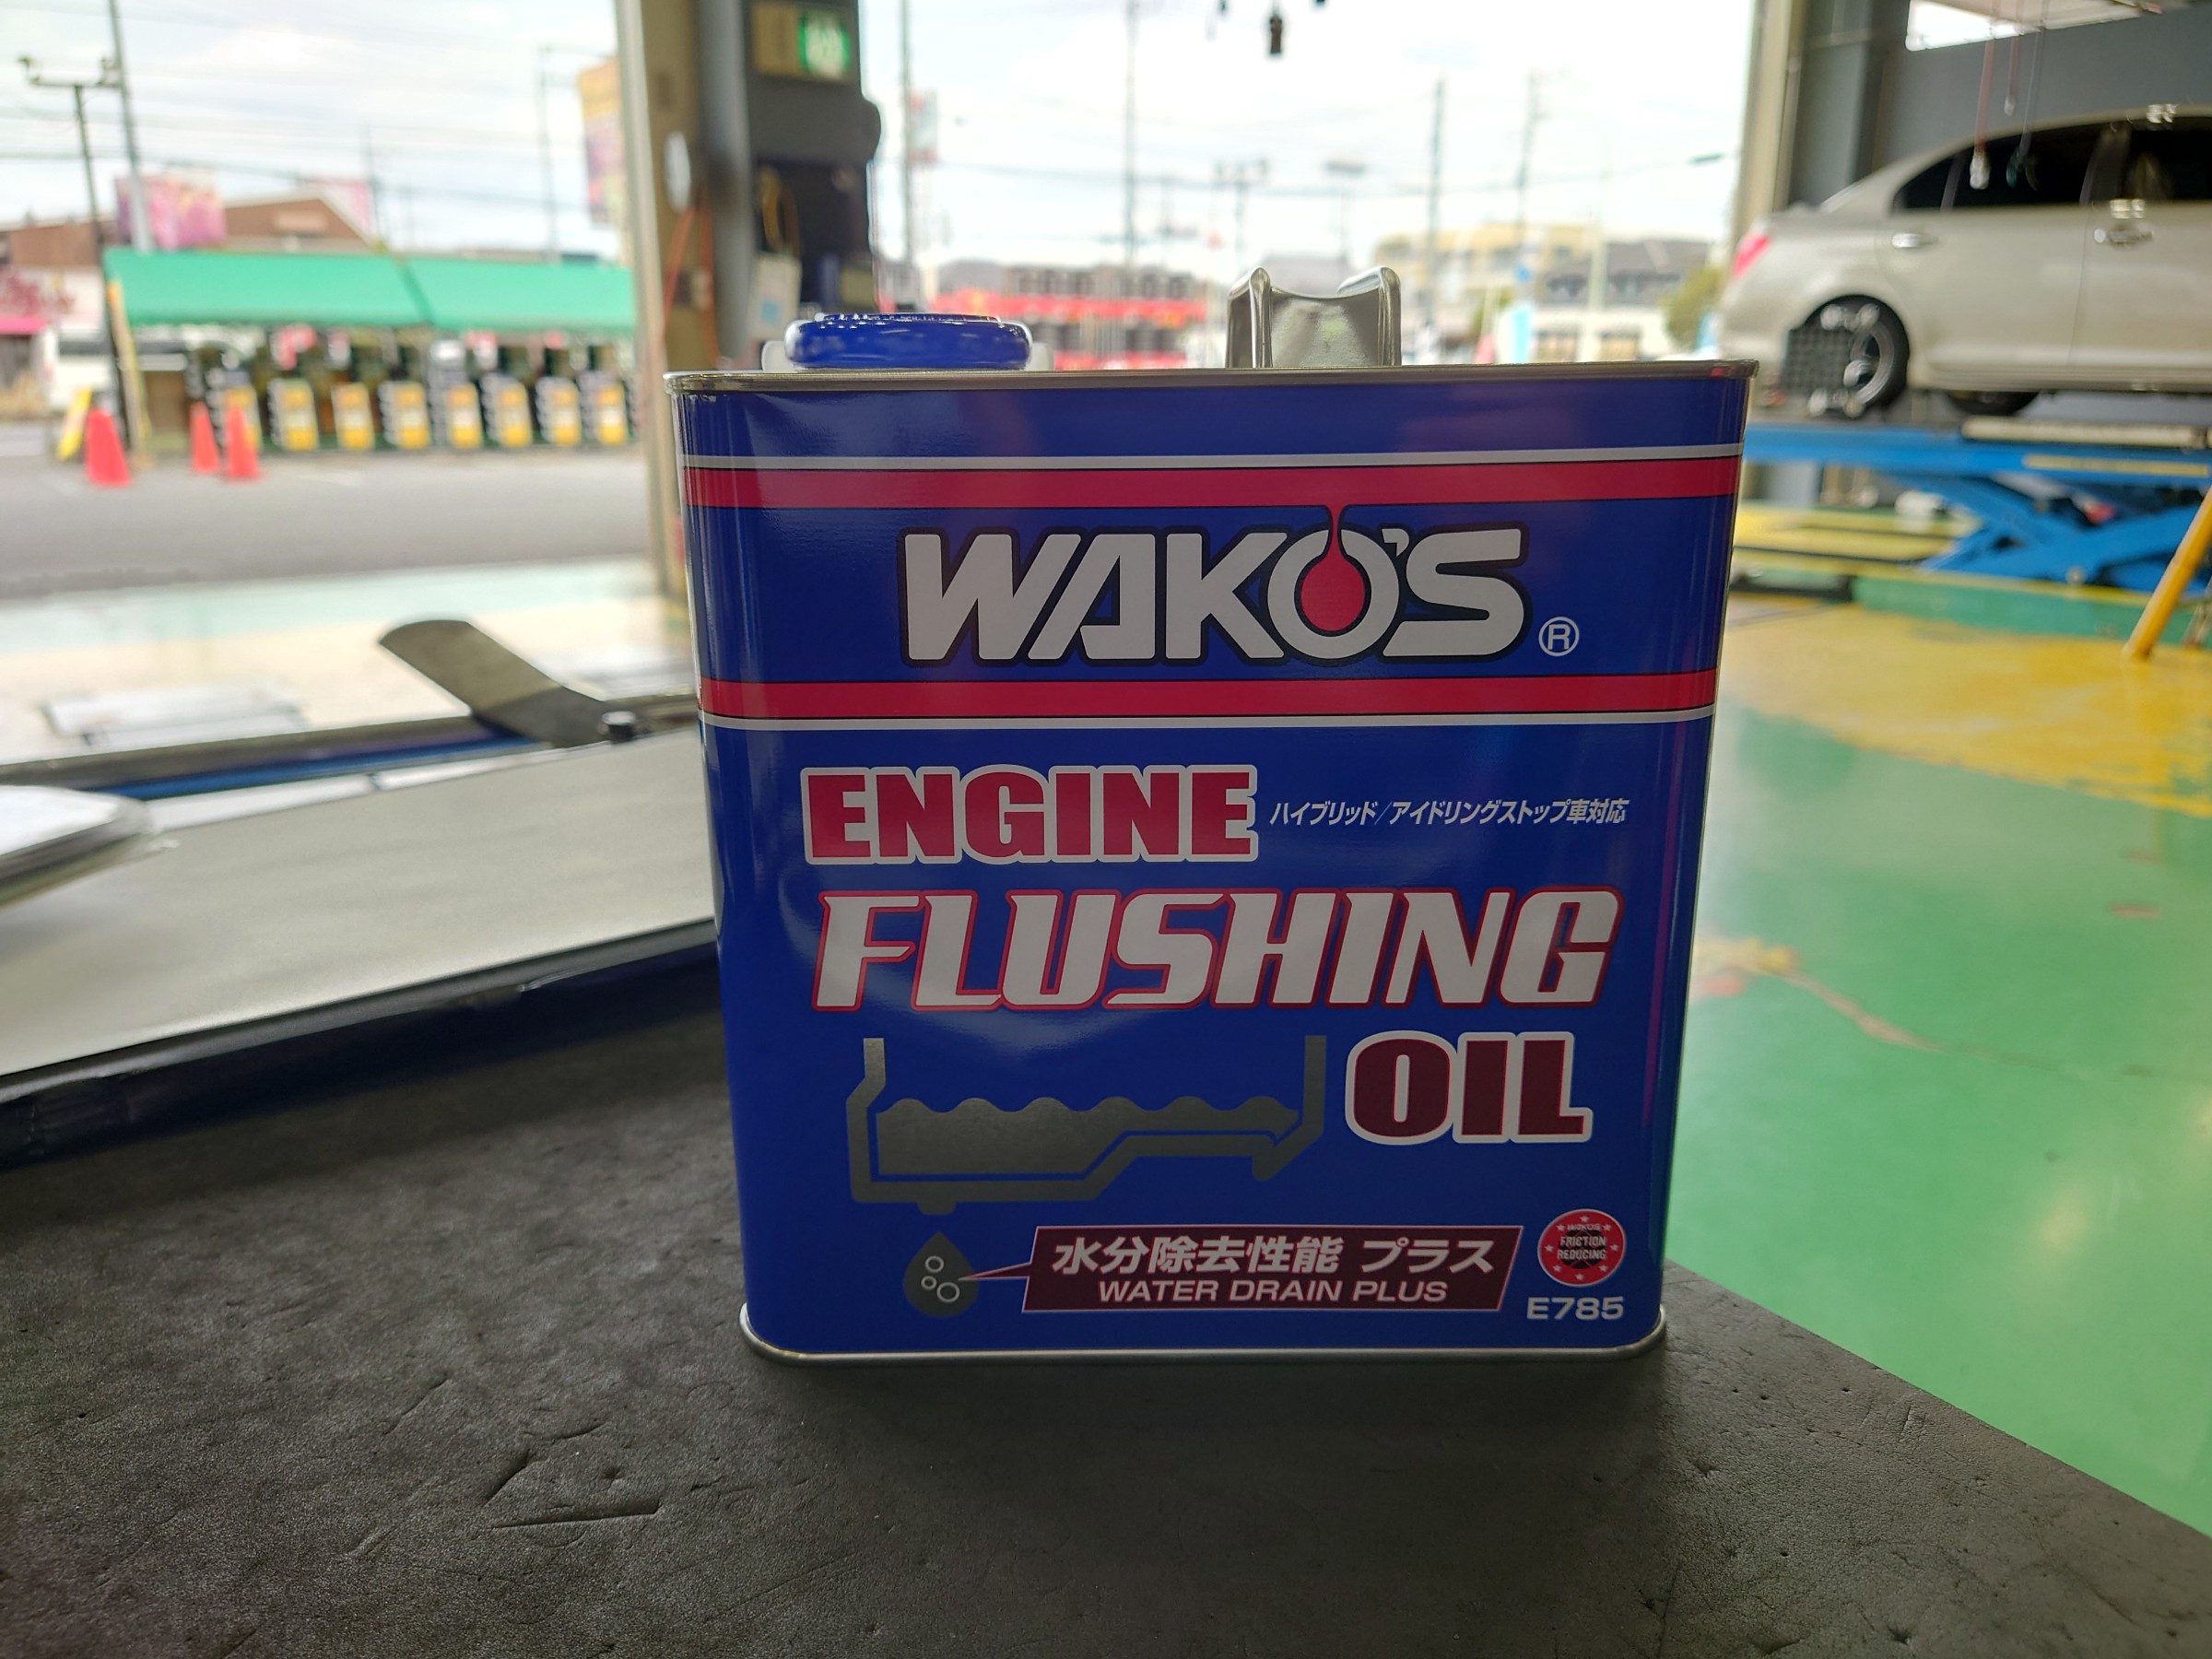 WAKO'S ®
ENGINE ハイブリッド/アイドリングストップ車対応
FLUSHING
OIL
水分除去性能 プラス
WATER DRAIN PLUS
WAKO'S
FRICTION
REDUCING
E785